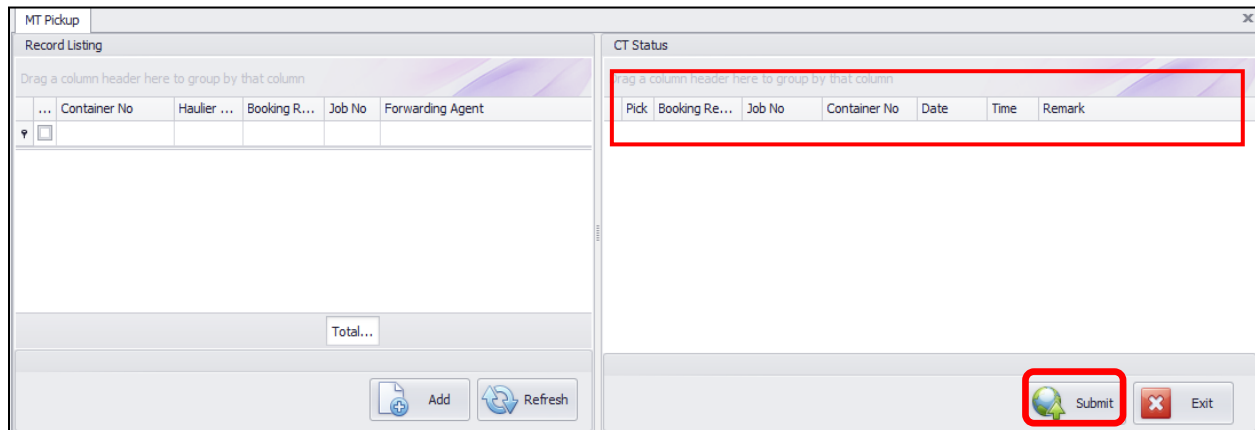 MT Pickup x
Record Listing
Drag a column header here to group by that column
... Container No Haulier ... Booking R... Job No Forwarding Agent
Total...
Add Refresh
CT Status
Drag a column header here to group by that column
Pick Booking Re... Job No Container No Date Time Remark
Submit Exit